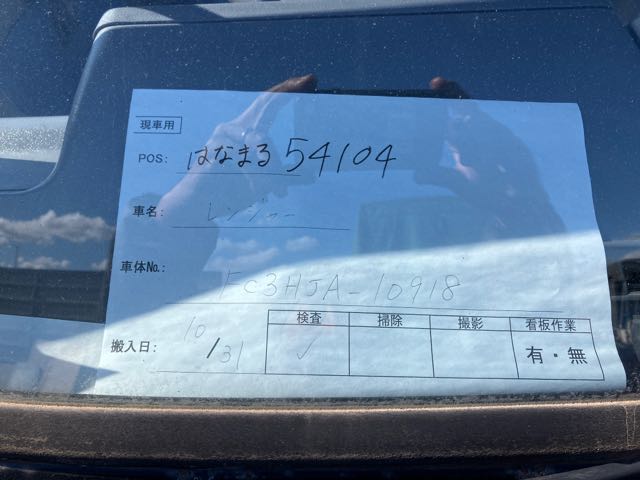 現車用
POS: はなまる 54104
車名: レンジャー
車体No.: FC3HJA-10918
搬入日: 10/31
検査 掃除 撮影 看板作業
✓ 有・無